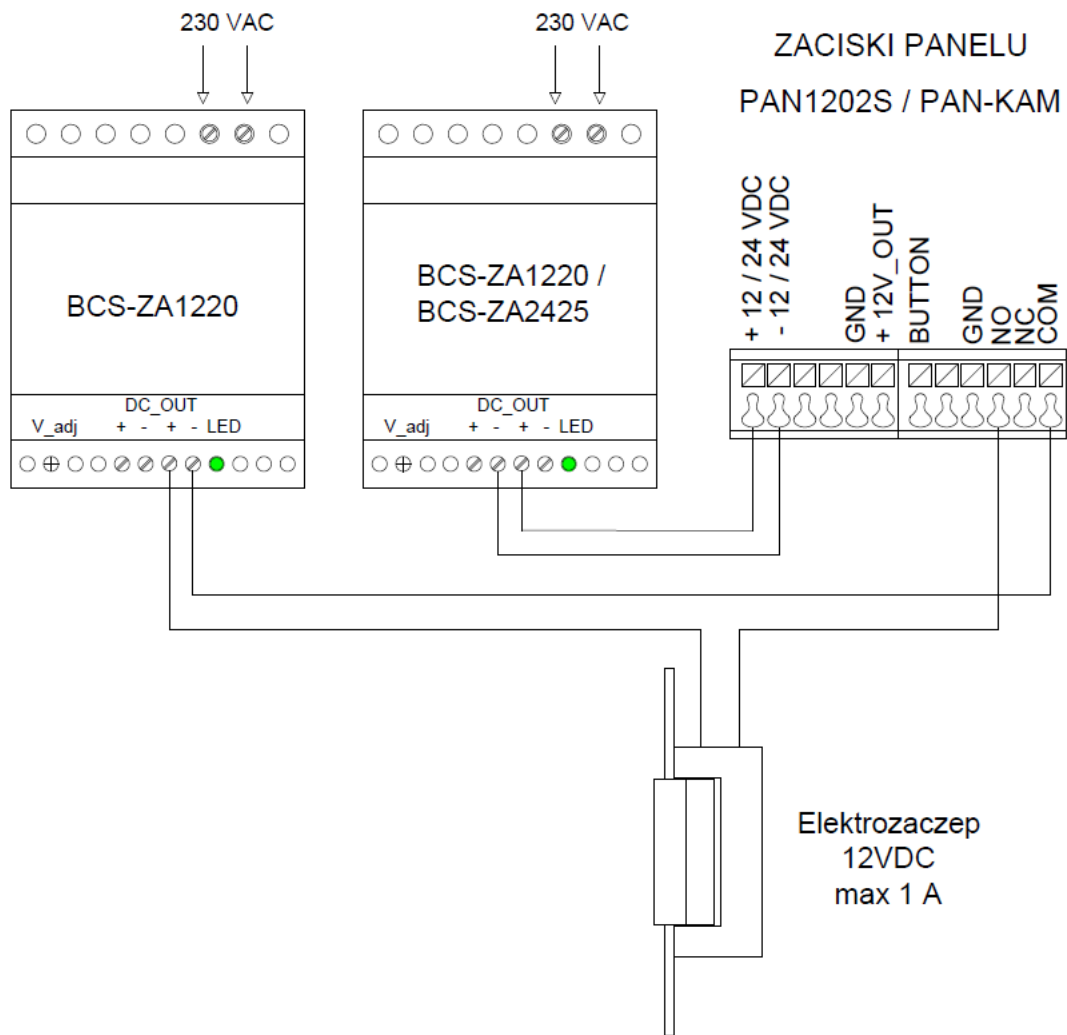 230 VAC
230 VAC
ZACISKI PANELU
PAN1202S / PAN-KAM
BCS-ZA1220
DC_OUT
V_adj + - + - LED
BCS-ZA1220 /
BCS-ZA2425
DC_OUT
V_adj + - + - LED
+ 12 / 24 VDC
- 12 / 24 VDC
GND
+ 12V_OUT
BUTTON
GND
NO
NC
COM
Elektrozaczep
12VDC
max 1 A